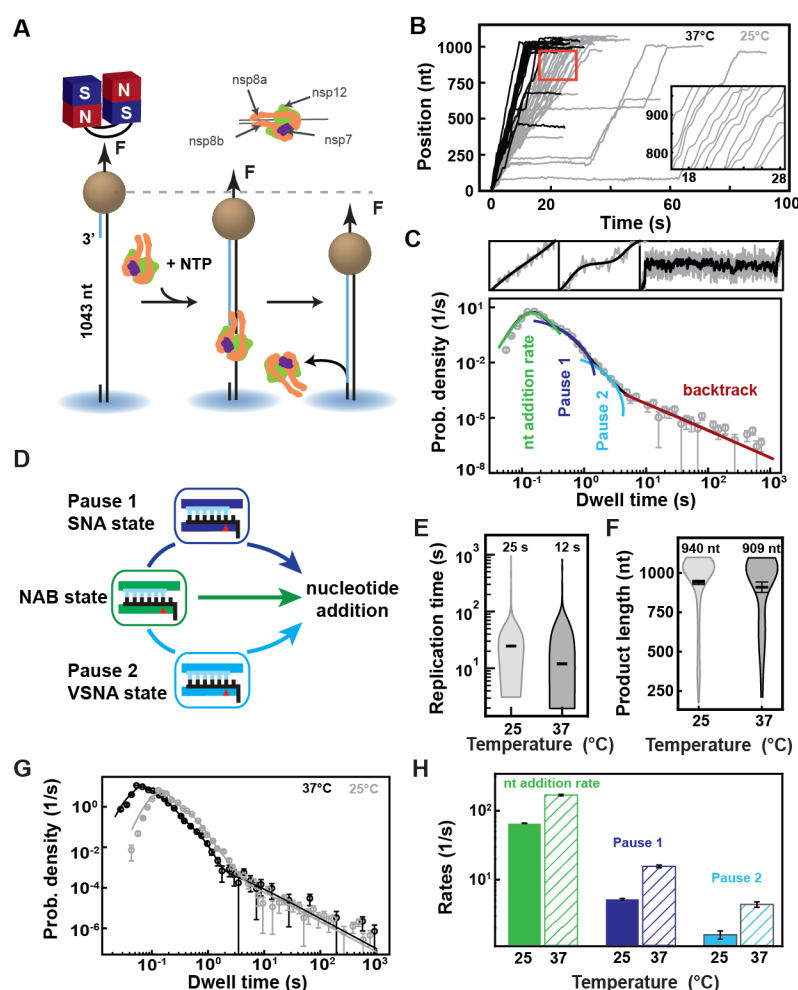 A
S
N
N
S
F
3’
1043 nt
nsp8a
nsp12
nsp8b
nsp7
F
+ NTP
F
B
37°C
25°C
Position (nt)
1000
750
500
250
0
900
800
18
28
0
20
60
100
Time (s)
C
Prob. density (1/s)
10¹
10⁻²
10⁻⁵
10⁻⁸
nt addition rate
Pause 1
Pause 2
backtrack
10⁻¹
10⁰
10¹
10²
10³
Dwell time (s)
D
Pause 1
SNA state
NAB state
nucleotide
addition
Pause 2
VSNA state
E
Replication time (s)
10³
10²
10¹
25 s
12 s
25
37
Temperature (°C)
F
Product length (nt)
1000
750
500
250
940 nt
909 nt
25
37
Temperature (°C)
G
37°C
25°C
Prob. density (1/s)
10⁰
10⁻²
10⁻⁴
10⁻⁶
10⁻¹
10⁰
10¹
10²
10³
Dwell time (s)
H
nt addition rate
Pause 1
Pause 2
Rates (1/s)
10²
10¹
25
37
25
37
25
37
Temperature (°C)